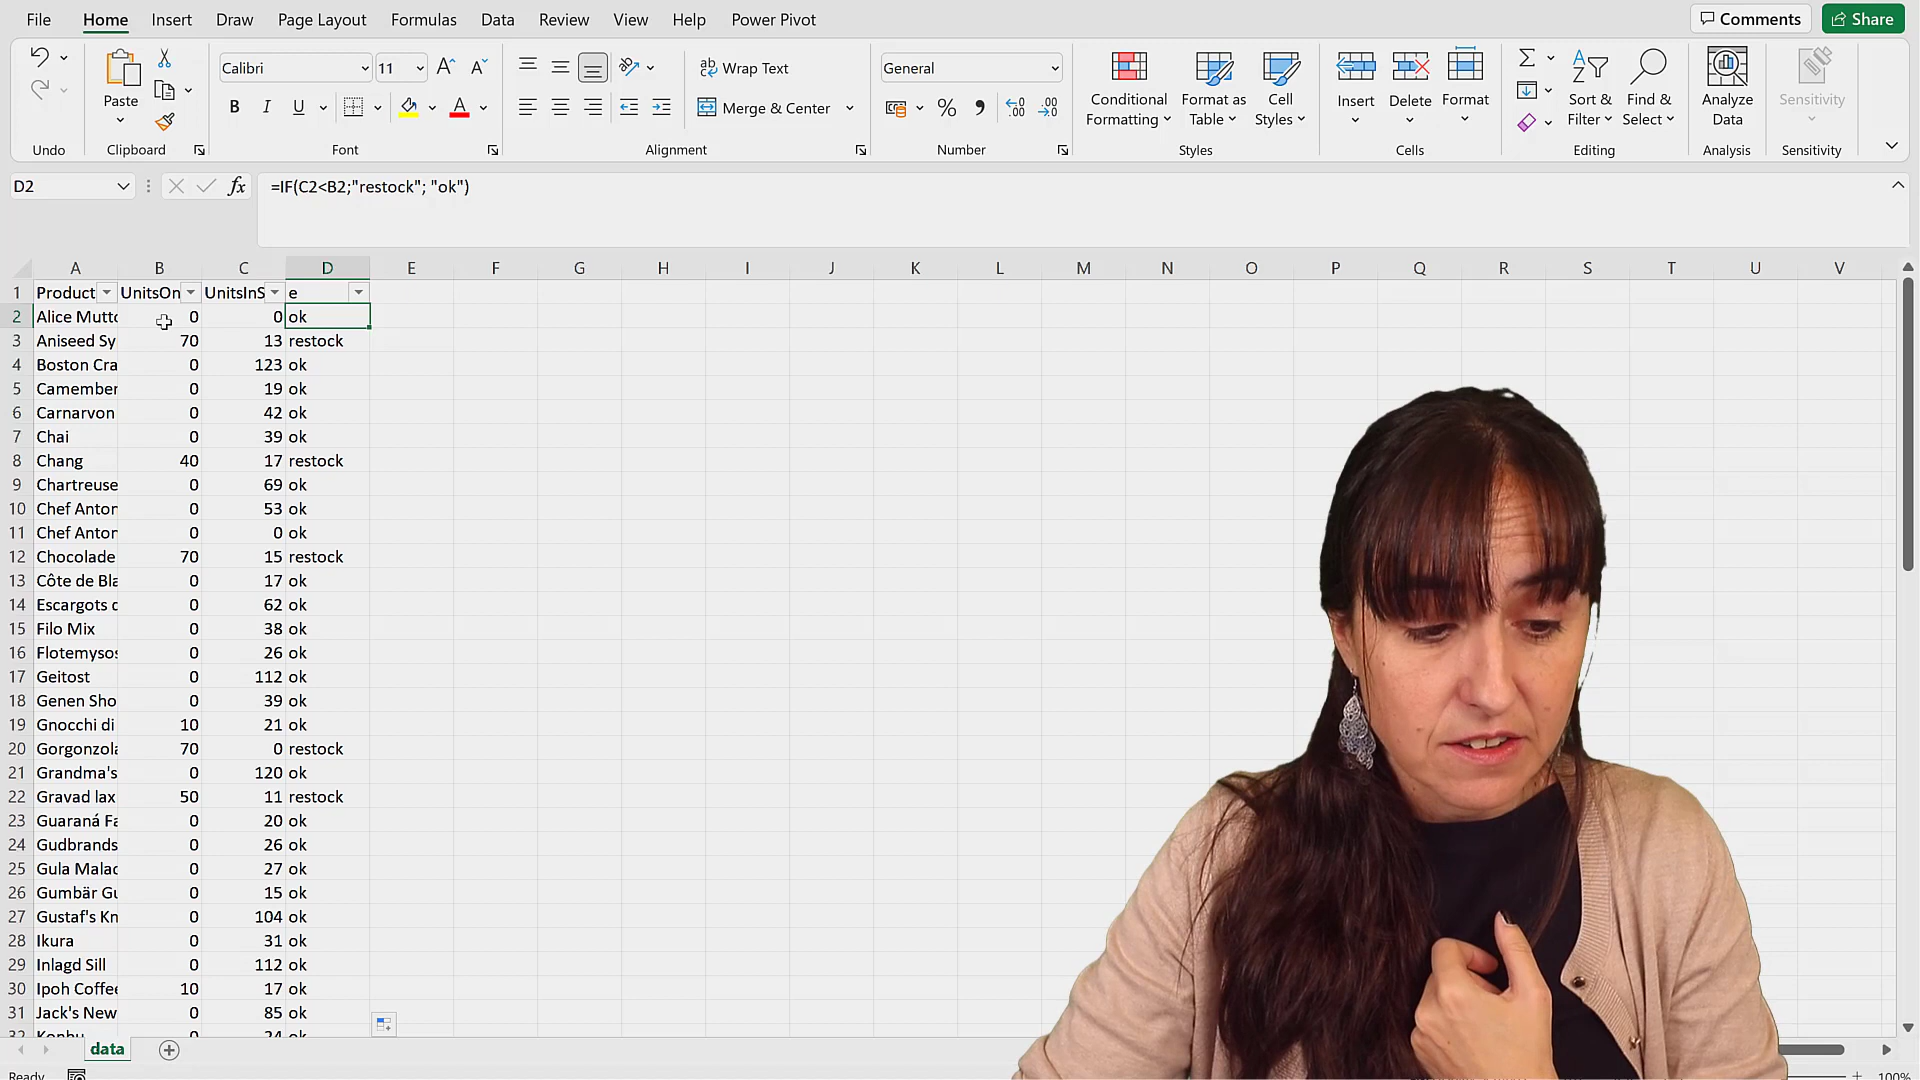 File Home Insert Draw Page Layout Formulas Data Review View Help Power Pivot Comments Share
Calibri 11 Wrap Text General
Paste B I U Merge & Center % Conditional Formatting Format as Table Cell Styles Insert Delete Format Sort & Filter Find & Select Analyze Data Sensitivity
Undo Clipboard Font Alignment Number Styles Cells Editing Analysis Sensitivity
D2 fx =IF(C2<B2;"restock"; "ok")
A B C D E F G H I J K L M N O P Q R S T U V
1 Product UnitsOn UnitsInS e
2 Alice Mutto 0 0 ok
3 Aniseed Sy 70 13 restock
4 Boston Cra 0 123 ok
5 Camember 0 19 ok
6 Carnarvon 0 42 ok
7 Chai 0 39 ok
8 Chang 40 17 restock
9 Chartreuse 0 69 ok
10 Chef Anton 0 53 ok
11 Chef Anton 0 0 ok
12 Chocolade 70 15 restock
13 Côte de Bla 0 17 ok
14 Escargots d 0 62 ok
15 Filo Mix 0 38 ok
16 Flotemysos 0 26 ok
17 Geitost 0 112 ok
18 Genen Sho 0 39 ok
19 Gnocchi di 10 21 ok
20 Gorgonzola 70 0 restock
21 Grandma's 0 120 ok
22 Gravad lax 50 11 restock
23 Guaraná Fa 0 20 ok
24 Gudbrands 0 26 ok
25 Gula Malac 0 27 ok
26 Gumbär Gu 0 15 ok
27 Gustaf's Kn 0 104 ok
28 Ikura 0 31 ok
29 Inlagd Sill 0 112 ok
30 Ipoh Coffee 10 17 ok
31 Jack's New 0 85 ok
32 Konbu 0 24 ok
data
Ready 100%